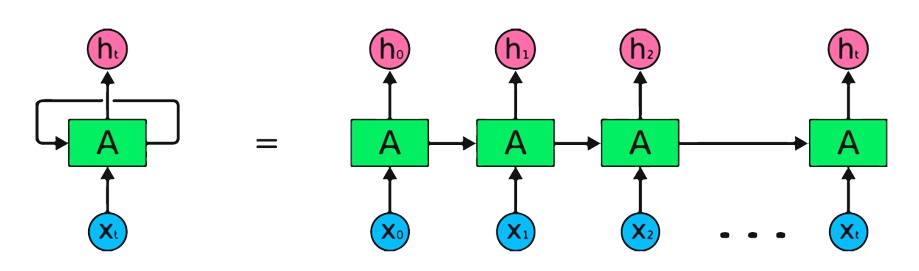 hₜ h₀ h₁ h₂ hₜ
A = A A A A
xₜ x₀ x₁ x₂ . . . xₜ